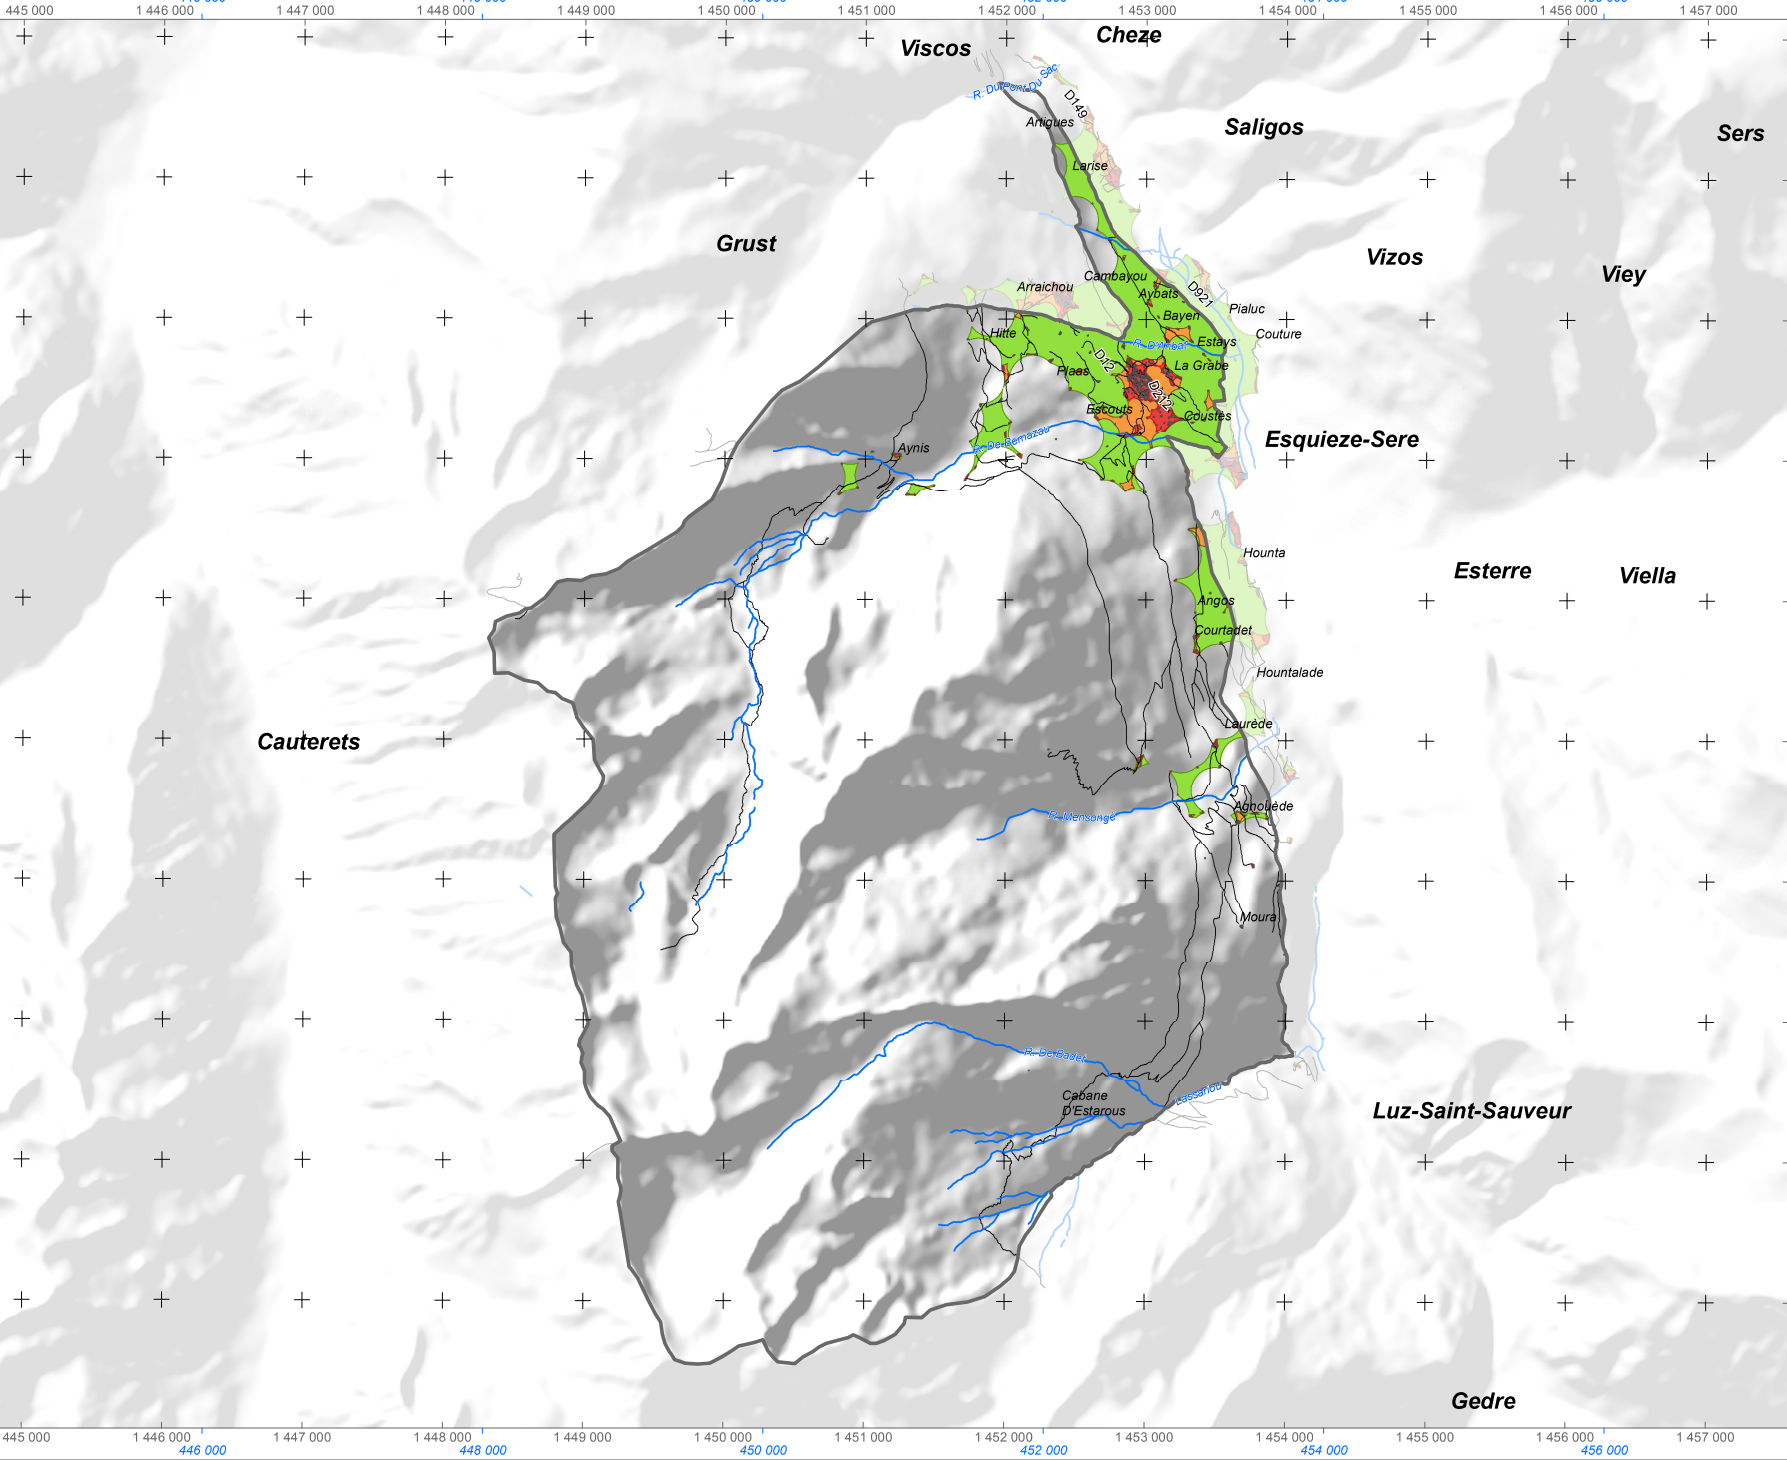 445 000 1 446 000 1 447 000 1 448 000 1 449 000 1 450 000 1 451 000 1 452 000 1 453 000 1 454 000 1 455 000 1 456 000 1 457 000
Viscos
Cheze
R. Du Pont Du Sac
D149
Artigues
Saligos
Sers
Larise
Grust
Vizos
Viey
Cambayou
Arraichou
Aybats
D921
Pialuc
Bayen
Hitte
Couture
R. D'Arribat
Estays
D12
Plaas
La Grabe
D212
Escouts
Coustès
R. De Bernazau
Esquieze-Sere
Aynis
Hounta
Esterre
Viella
Angos
Courtadet
Hountalade
Laurède
Cauterets
Agnouède
R. Mensonge
Moura
R. De Badet
Cabane
D'Estarous
Lassariou
Luz-Saint-Sauveur
Gedre
445 000 1 446 000 1 447 000 1 448 000 1 449 000 1 450 000 1 451 000 1 452 000 1 453 000 1 454 000 1 455 000 1 456 000 1 457 000
446 000 448 000 450 000 452 000 454 000 456 000